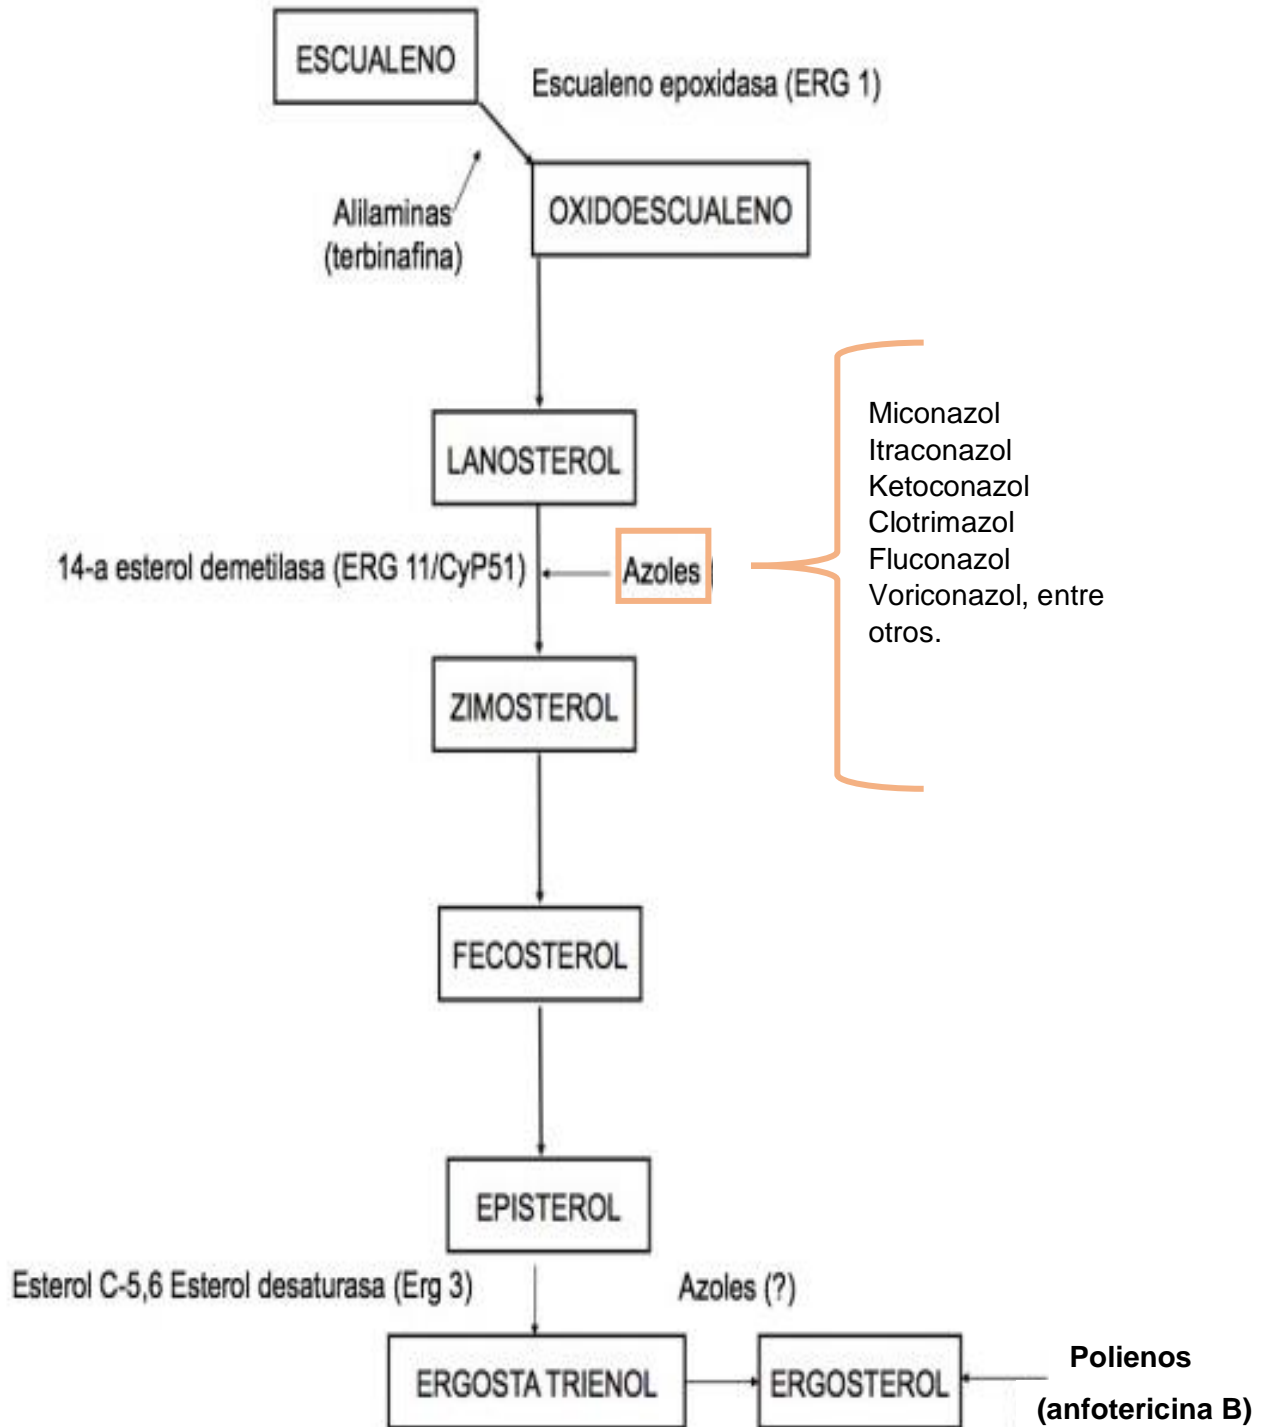 ESCUALENO
Escualeno epoxidasa (ERG 1)
Alilaminas
(terbinafina)
OXIDOESCUALENO
LANOSTEROL
14-a esterol demetilasa (ERG 11/CyP51)
Azoles (
Miconazol
Itraconazol
Ketoconazol
Clotrimazol
Fluconazol
Voriconazol, entre
otros.
ZIMOSTEROL
FECOSTEROL
EPISTEROL
Esterol C-5,6 Esterol desaturasa (Erg 3)
Azoles (?)
ERGOSTA TRIENOL
ERGOSTEROL
Polienos
(anfotericina B)